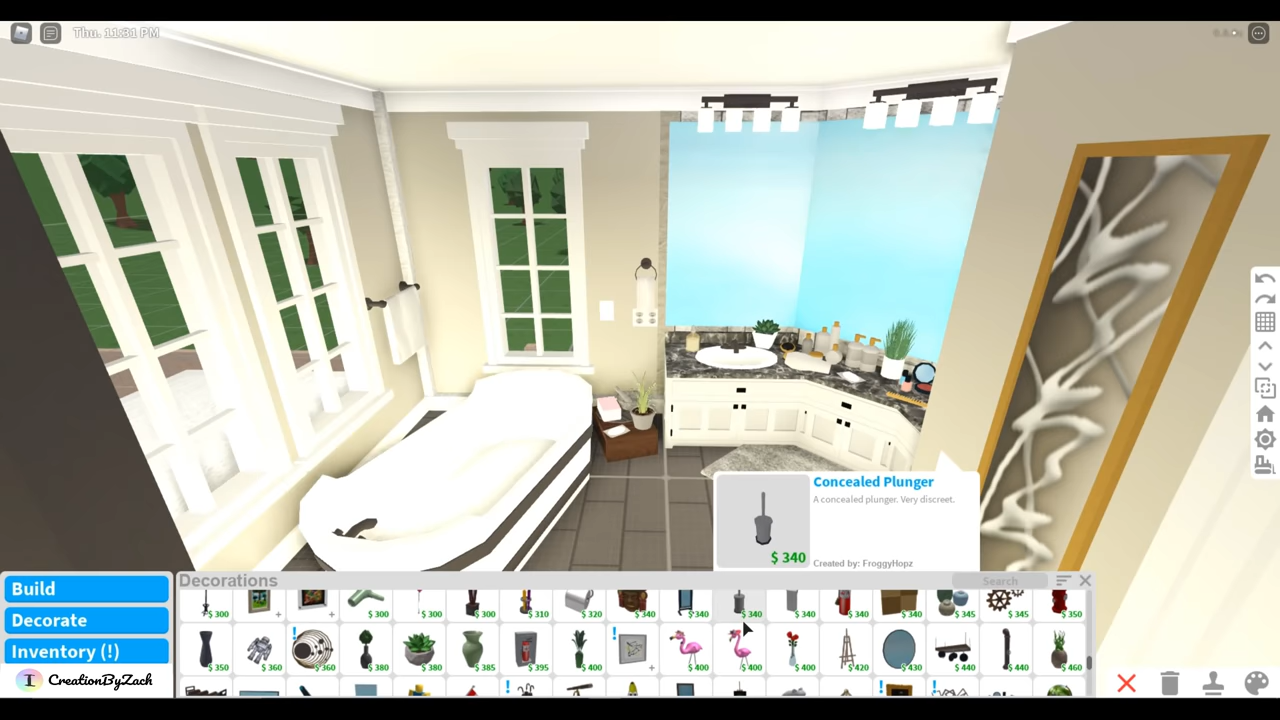 Thu. 11:31 PM
Concealed Plunger
A concealed plunger. Very discreet.
$ 340
Created by: FroggyHopz
Build
Decorate
Inventory (!)
CreationByZach
Decorations
Search
$ 300 + + $ 300 $ 300 $ 300 $ 310 $ 320 $ 340 $ 340 $ 340 $ 340 $ 340 $ 340 $ 345 $ 345 $ 350
$ 350 $ 360 ! $ 360 $ 380 $ 380 $ 385 $ 395 $ 400 ! + $ 400 $ 400 $ 400 $ 420 $ 430 $ 440 $ 440 $ 460
! ! !